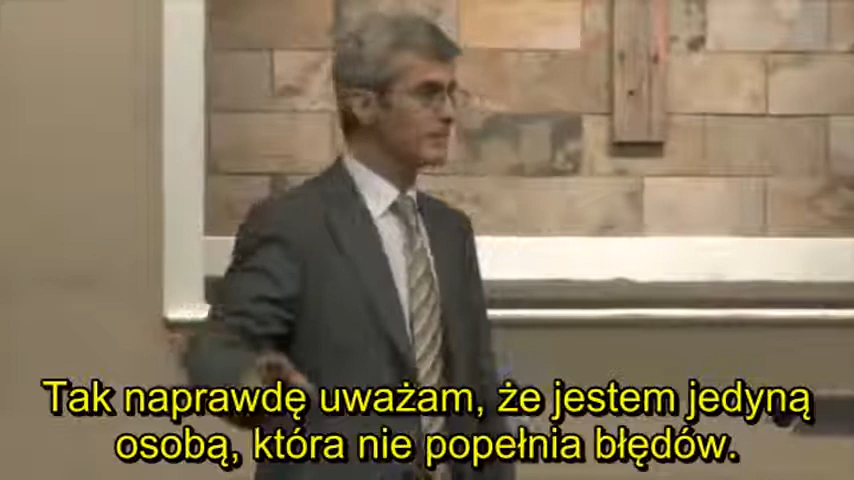 Tak naprawdę uważam, że jestem jedyną
osobą, która nie popełnia błędów.